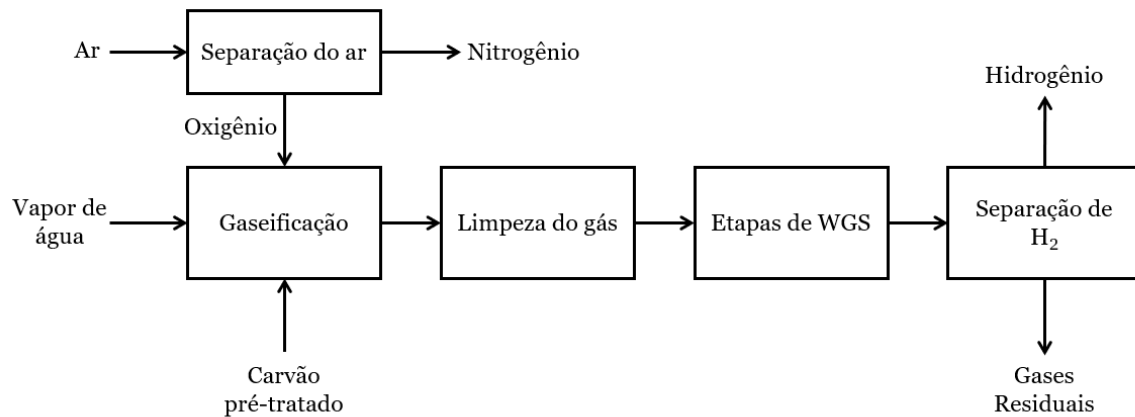 Ar
Separação do ar
Nitrogênio
Hidrogênio
Oxigênio
Vapor de
água
Gaseificação
Limpeza do gás
Etapas de WGS
Separação de
H₂
Carvão
pré-tratado
Gases
Residuais